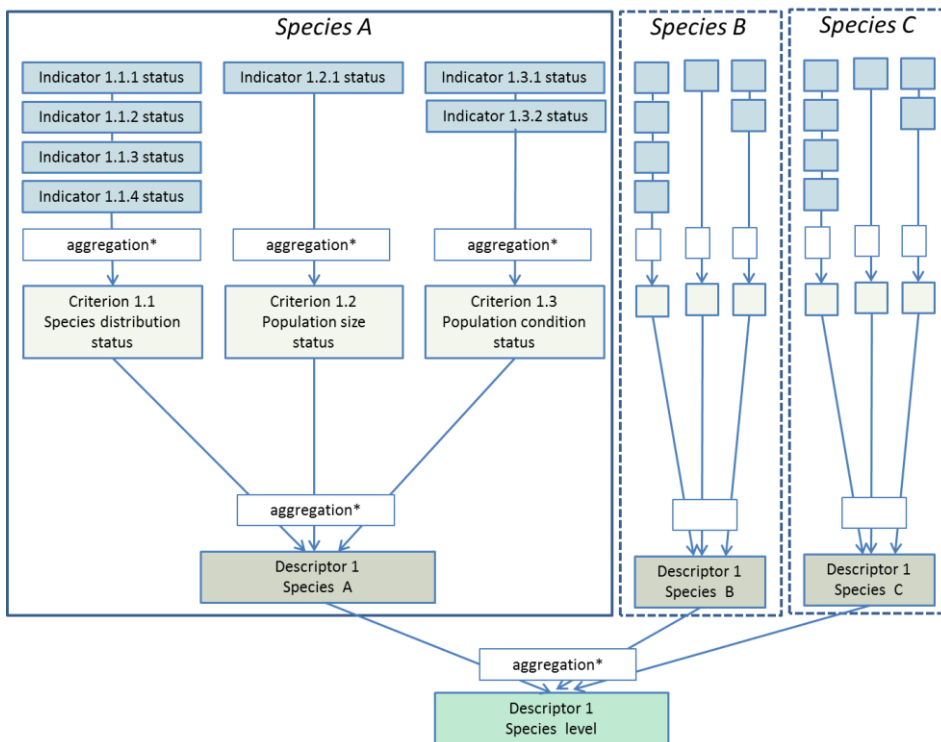 Species A
Species B
Species C
Indicator 1.1.1 status
Indicator 1.2.1 status
Indicator 1.3.1 status
Indicator 1.1.2 status
Indicator 1.3.2 status
Indicator 1.1.3 status
Indicator 1.1.4 status
aggregation*
aggregation*
aggregation*
Criterion 1.1
Species distribution
status
Criterion 1.2
Population size
status
Criterion 1.3
Population condition
status
aggregation*
Descriptor 1
Species A
Descriptor 1
Species B
Descriptor 1
Species C
aggregation*
Descriptor 1
Species level